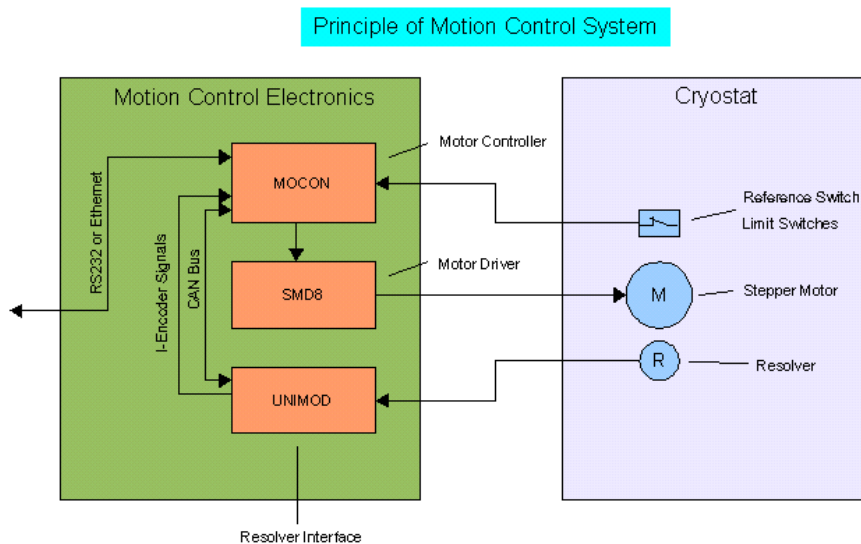 Principle of Motion Control System
Motion Control Electronics
Cryostat
Motor Controller
MOCON
RS232 or Ethernet
I-Encoder Signals
CAN Bus
Reference Switch
Limit Switches
Motor Driver
SMD8
M
Stepper Motor
R
Resolver
UNIMOD
Resolver Interface